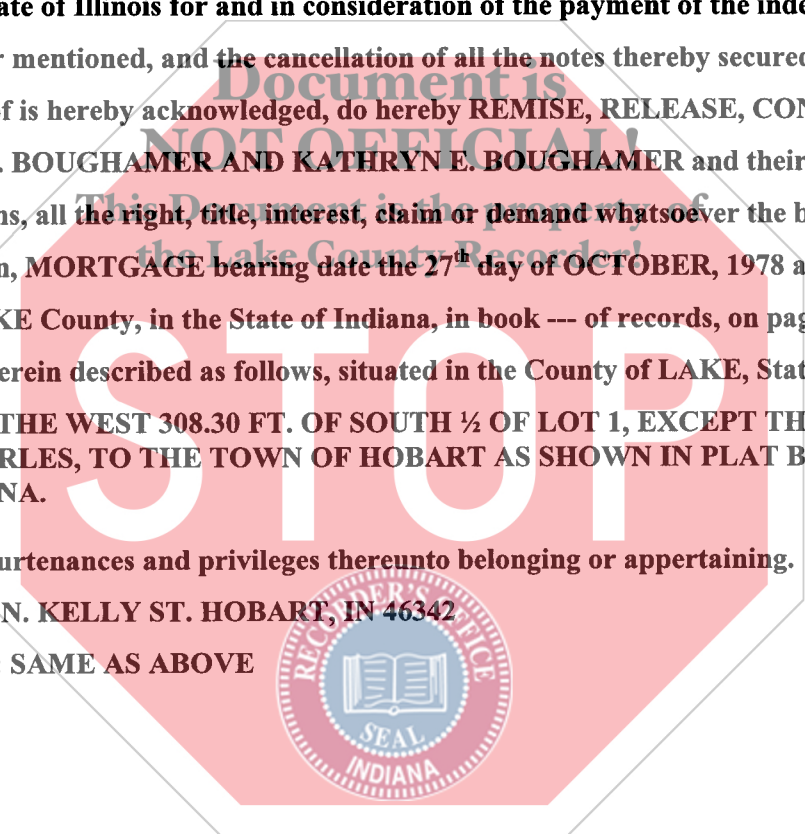 ate of Illinois for and in consideration of the payment of the inde
r mentioned, and the cancellation of all the notes thereby secured
Document is
f is hereby acknowledged, do hereby REMISE, RELEASE, CON
NOT OFFICIAL!
. BOUGHAMER AND KATHRYN E. BOUGHAMER and their
This Document is the property of
ns, all the right, title, interest, claim or demand whatsoever the b
the Lake County Recorder!
n, MORTGAGE bearing date the 27th day of OCTOBER, 1978 a
KE County, in the State of Indiana, in book --- of records, on pag
erein described as follows, situated in the County of LAKE, Stat
STOP
THE WEST 308.30 FT. OF SOUTH ½ OF LOT 1, EXCEPT TH
RLES, TO THE TOWN OF HOBART AS SHOWN IN PLAT B
NA.
urtenances and privileges thereunto belonging or appertaining.
N. KELLY ST. HOBART, IN 46342
: SAME AS ABOVE
RECORDER'S OFFICE
SEAL
INDIANA